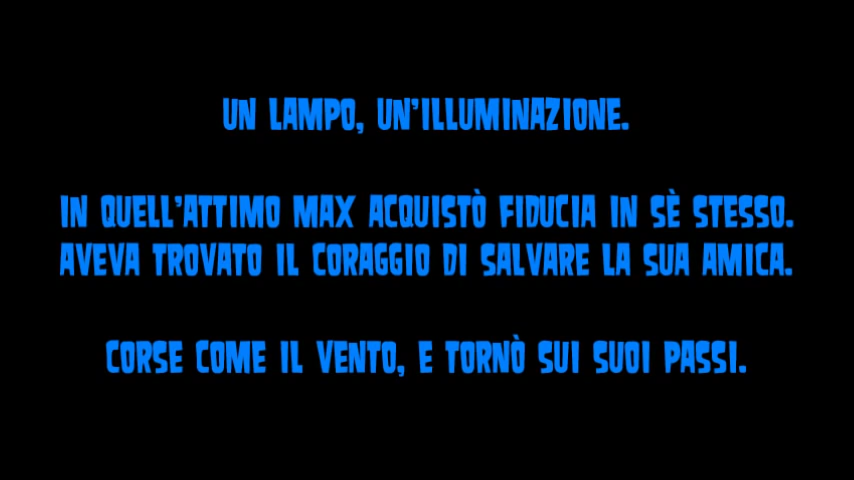 UN LAMPO, UN'ILLUMINAZIONE.
IN QUELL'ATTIMO MAX ACQUISTÒ FIDUCIA IN SÈ STESSO.
AVEVA TROVATO IL CORAGGIO DI SALVARE LA SUA AMICA.
CORSE COME IL VENTO, E TORNÒ SUI SUOI PASSI.